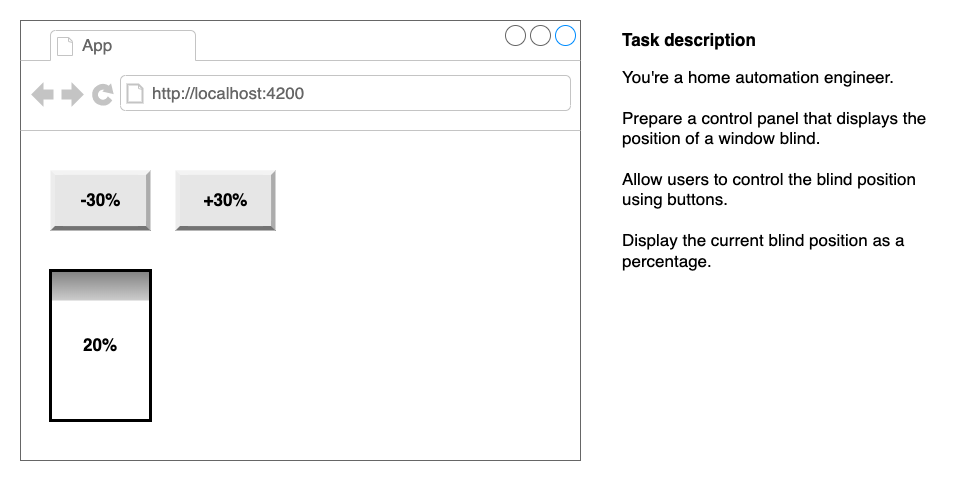 App
http://localhost:4200
-30%
+30%
20%
Task description
You're a home automation engineer.
Prepare a control panel that displays the
position of a window blind.
Allow users to control the blind position
using buttons.
Display the current blind position as a
percentage.